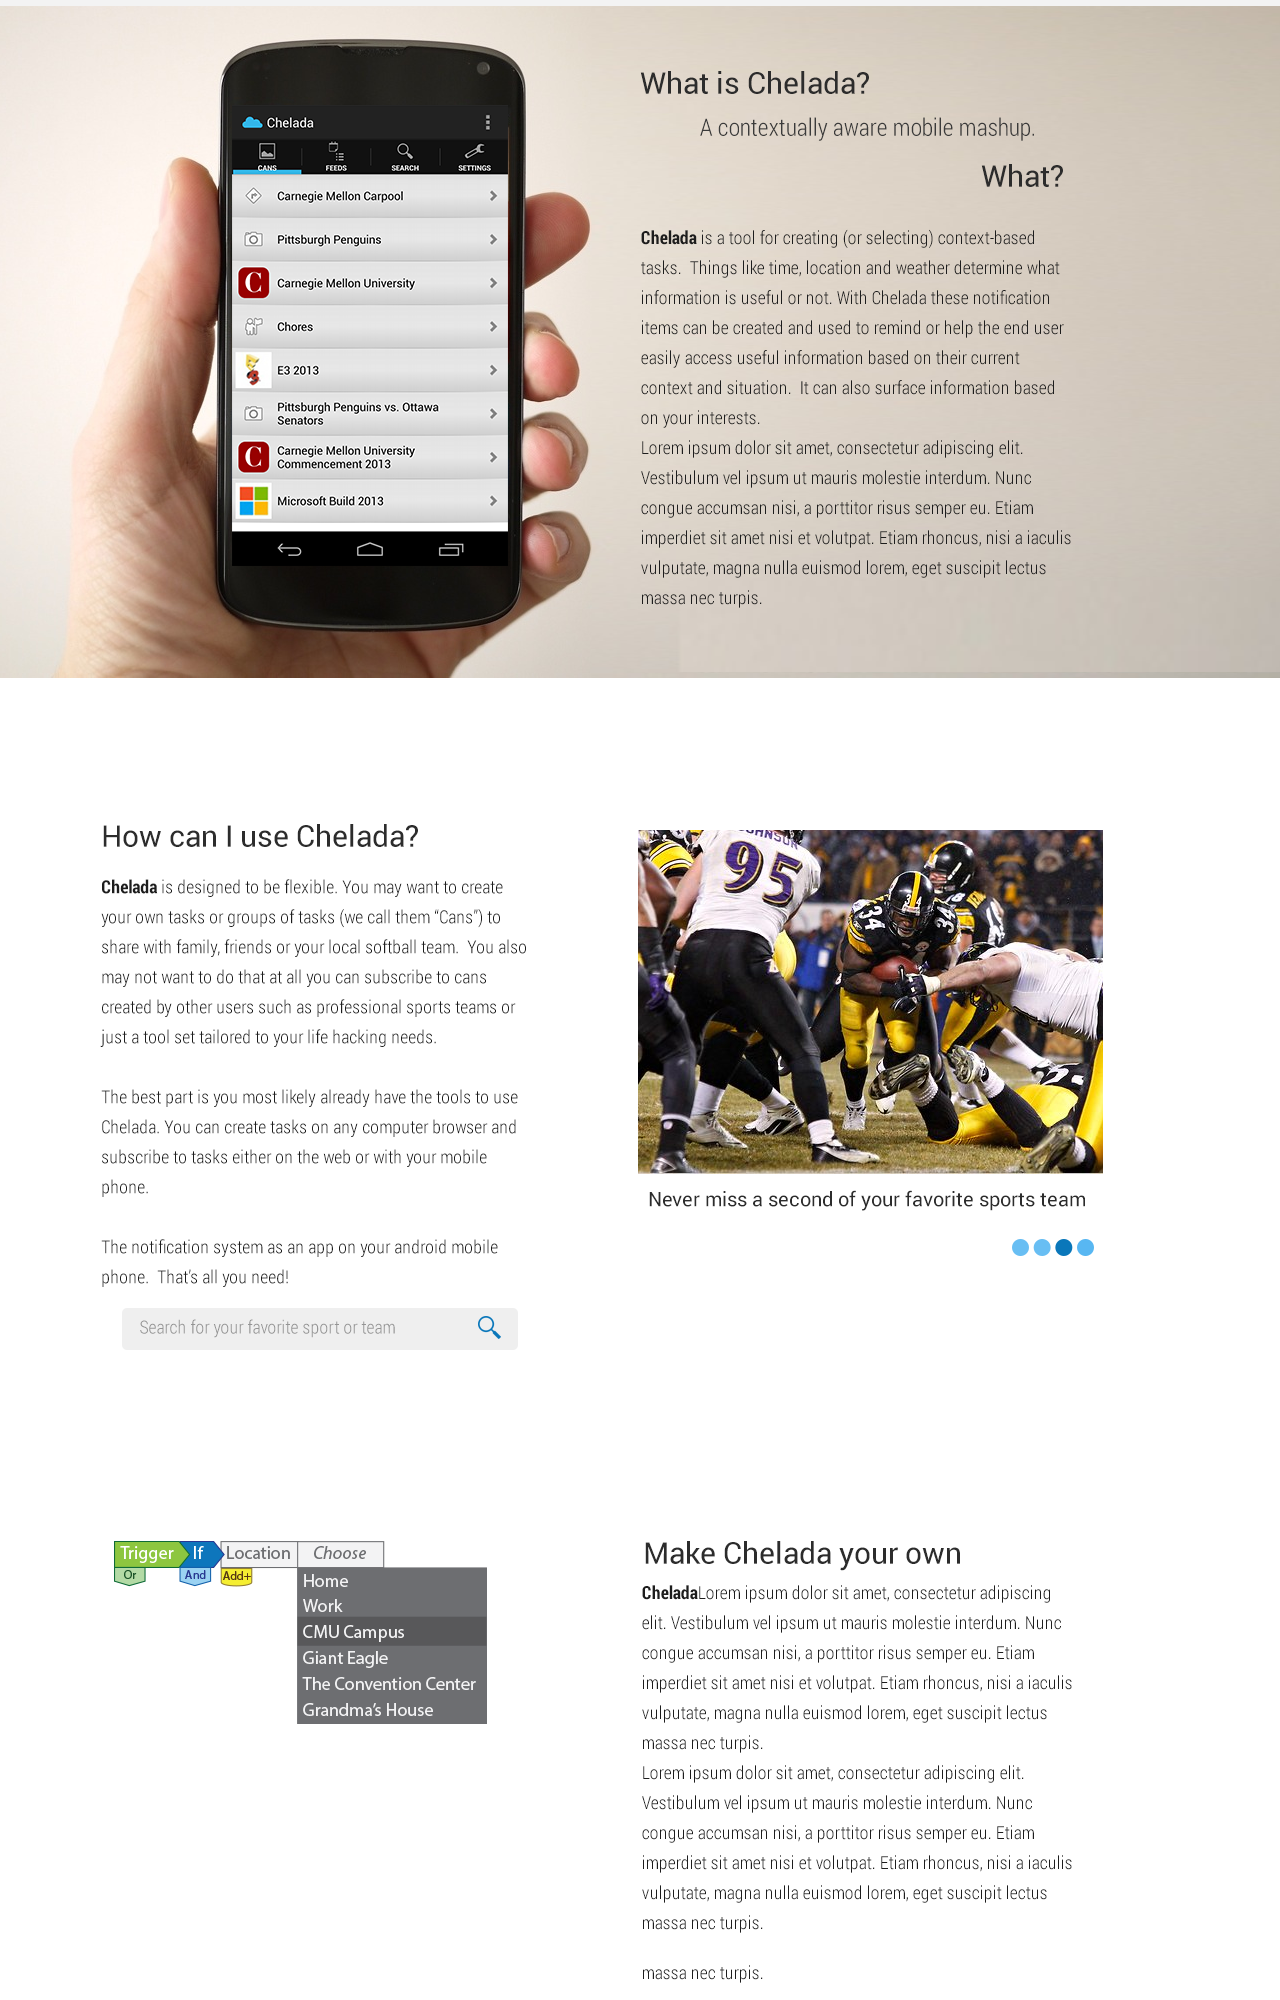 Chelada
CANS
FEEDS
SEARCH
SETTINGS
Carnegie Mellon Carpool
Pittsburgh Penguins
C
Carnegie Mellon University
Chores
E3 2013
Pittsburgh Penguins vs. Ottawa
Senators
C
Carnegie Mellon University
Commencement 2013
Microsoft Build 2013
What is Chelada?
A contextually aware mobile mashup.
What?
Chelada is a tool for creating (or selecting) context-based
tasks.  Things like time, location and weather determine what
information is useful or not. With Chelada these notification
items can be created and used to remind or help the end user
easily access useful information based on their current
context and situation.  It can also surface information based
on your interests.
Lorem ipsum dolor sit amet, consectetur adipiscing elit.
Vestibulum vel ipsum ut mauris molestie interdum. Nunc
congue accumsan nisi, a porttitor risus semper eu. Etiam
imperdiet sit amet nisi et volutpat. Etiam rhoncus, nisi a iaculis
vulputate, magna nulla euismod lorem, eget suscipit lectus
massa nec turpis.
How can I use Chelada?
Chelada is designed to be flexible. You may want to create
your own tasks or groups of tasks (we call them “Cans”) to
share with family, friends or your local softball team.  You also
may not want to do that at all you can subscribe to cans
created by other users such as professional sports teams or
just a tool set tailored to your life hacking needs.
The best part is you most likely already have the tools to use
Chelada. You can create tasks on any computer browser and
subscribe to tasks either on the web or with your mobile
phone.
The notification system as an app on your android mobile
phone.  That’s all you need!
Search for your favorite sport or team
JOHNSON
95
34
34
Never miss a second of your favorite sports team
Trigger
If
Location
Choose
Or
And
Add+
Home
Work
CMU Campus
Giant Eagle
The Convention Center
Grandma’s House
Make Chelada your own
CheladaLorem ipsum dolor sit amet, consectetur adipiscing
elit. Vestibulum vel ipsum ut mauris molestie interdum. Nunc
congue accumsan nisi, a porttitor risus semper eu. Etiam
imperdiet sit amet nisi et volutpat. Etiam rhoncus, nisi a iaculis
vulputate, magna nulla euismod lorem, eget suscipit lectus
massa nec turpis.
Lorem ipsum dolor sit amet, consectetur adipiscing elit.
Vestibulum vel ipsum ut mauris molestie interdum. Nunc
congue accumsan nisi, a porttitor risus semper eu. Etiam
imperdiet sit amet nisi et volutpat. Etiam rhoncus, nisi a iaculis
vulputate, magna nulla euismod lorem, eget suscipit lectus
massa nec turpis.
massa nec turpis.